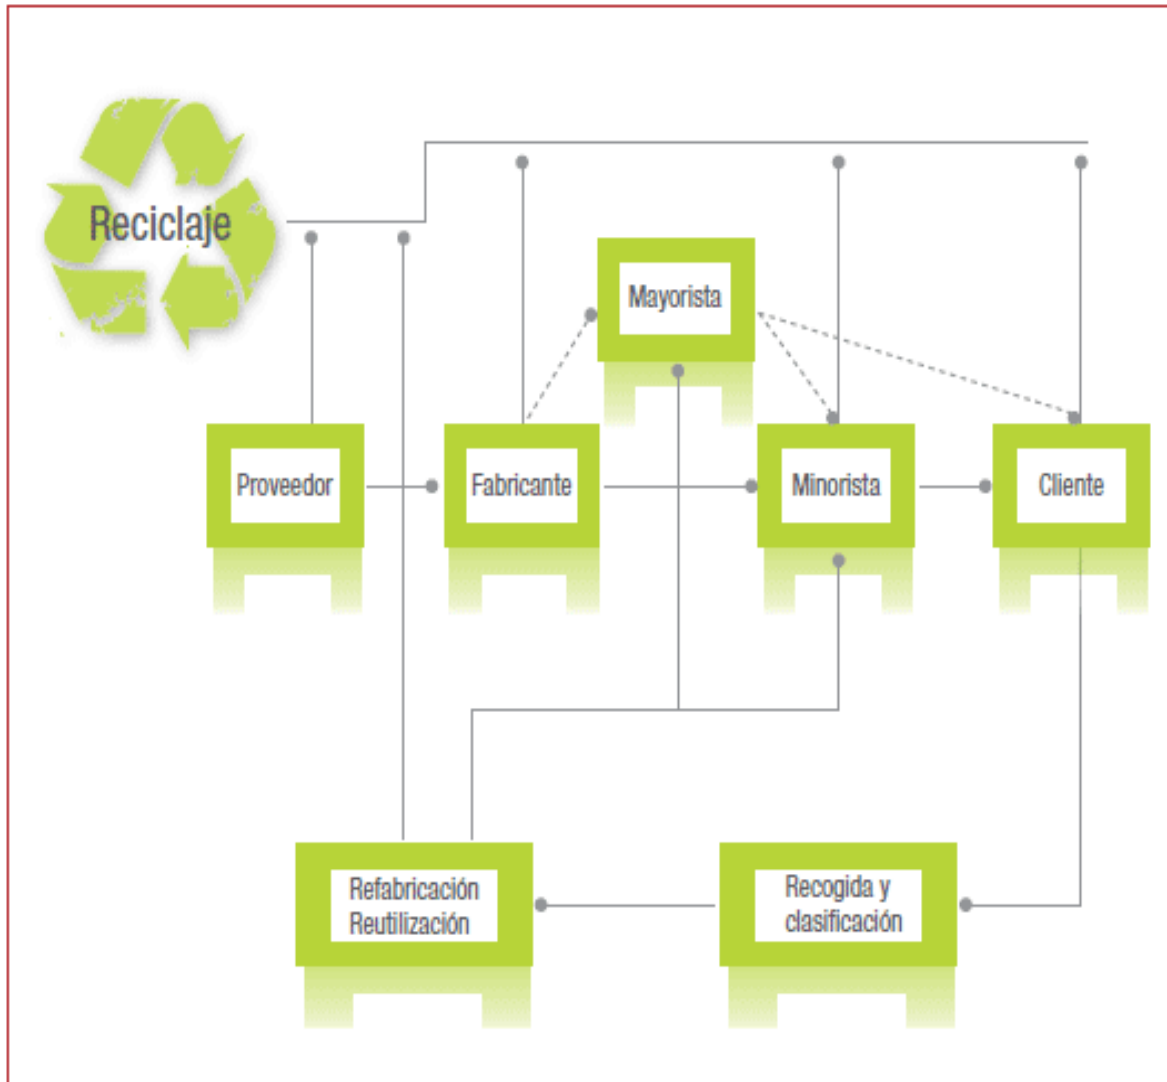 Reciclaje
Mayorista
Proveedor
Fabricante
Minorista
Cliente
Refabricación
Reutilización
Recogida y
clasificación